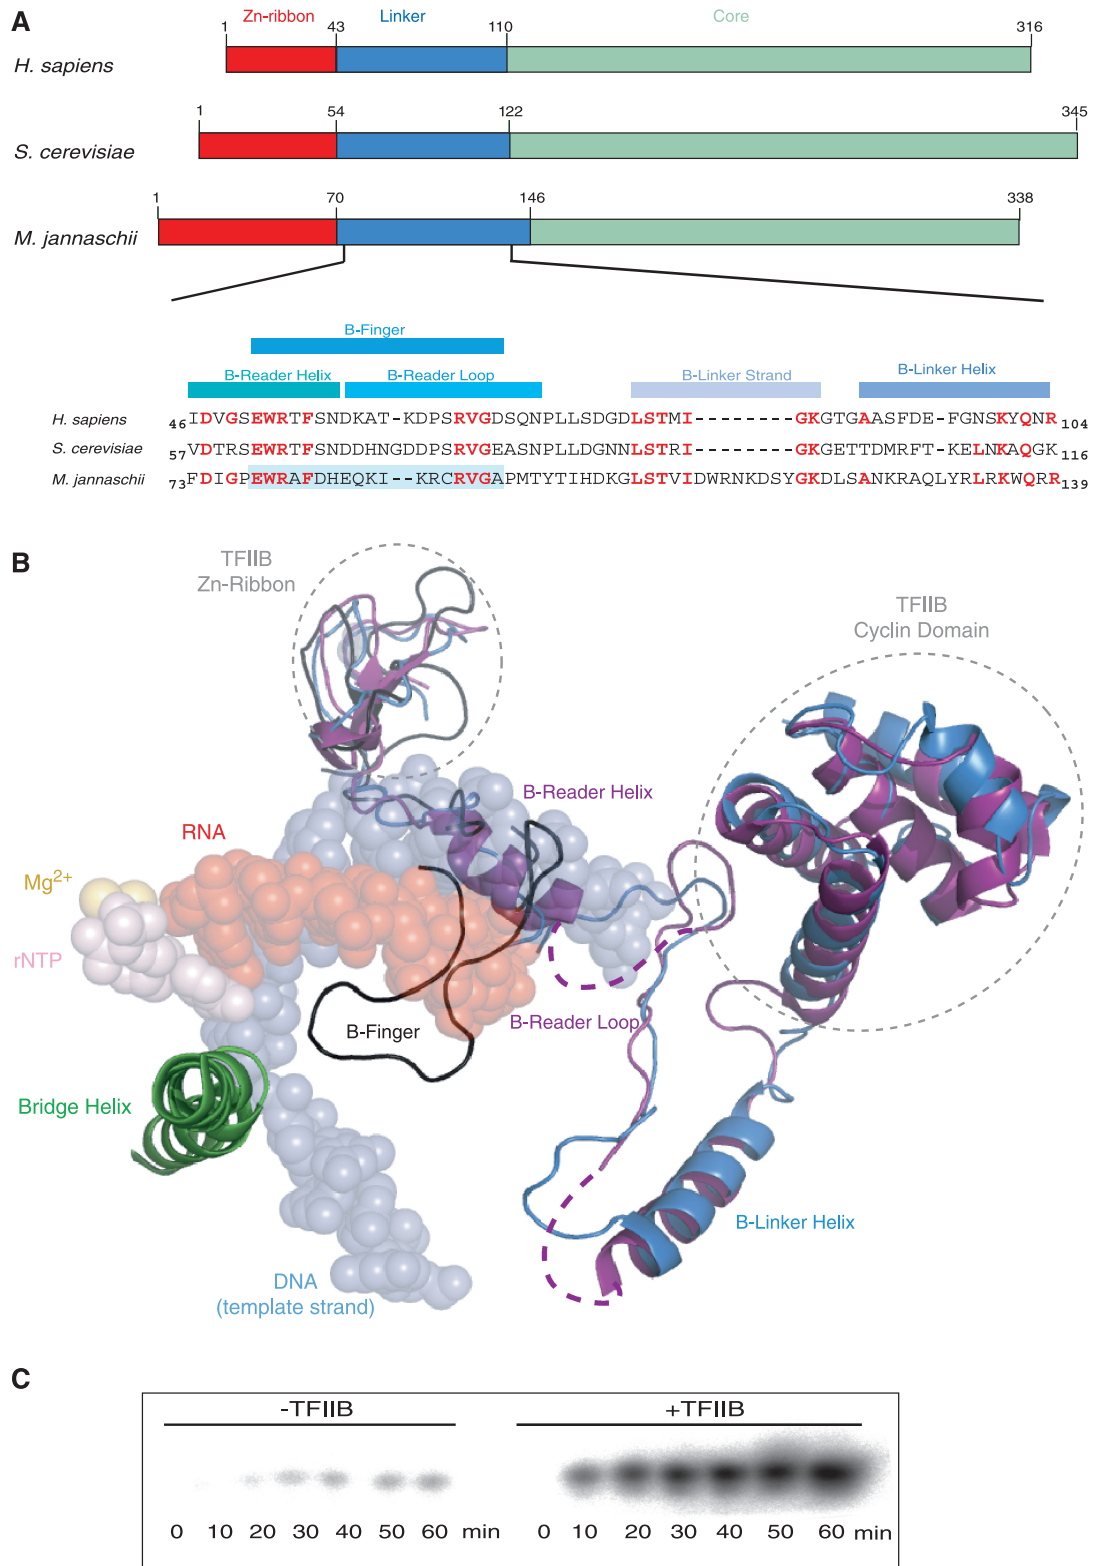 A
Zn-ribbon Linker Core
1 43 110 316
H. sapiens
1 54 122 345
S. cerevisiae
1 70 146 338
M. jannaschii
B-Finger
B-Reader Helix B-Reader Loop B-Linker Strand B-Linker Helix
H. sapiens 46 IDVGSEWRTFSNDKAT-KDPSRVGDSQNPLLSDGDLSTMI---------GKGTGAASFDE-FGNSKYQNR 104
S. cerevisiae 57 VDTRSEWRTFSNDDHNGDDPSRVGEASNPLLDGNNLSTRI---------GKGETTDMRFT-KELNKAQGK 116
M. jannaschii 73 FDIGPEWRAFDHEQKI--KRCRVGAPMTYTIHDKGLSTVIDWRNKDSYGKDLSANKRAQLYRLRKWQRR 139
B
TFIIB
Zn-Ribbon
TFIIB
Cyclin Domain
B-Reader Helix
RNA
Mg2+
rNTP
B-Finger
B-Reader Loop
Bridge Helix
B-Linker Helix
DNA
(template strand)
C
-TFIIB +TFIIB
0 10 20 30 40 50 60 min 0 10 20 30 40 50 60 min